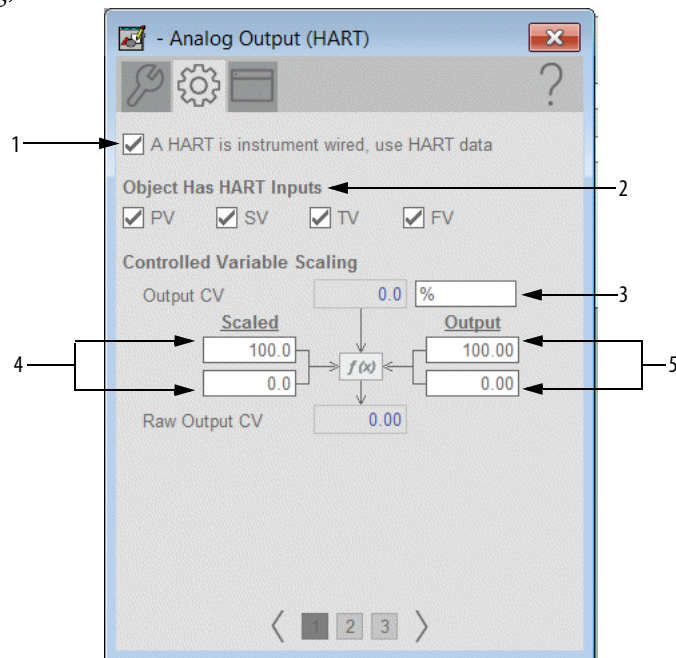 - Analog Output (HART)
?
1
A HART is instrument wired, use HART data
Object Has HART Inputs
2
PV SV TV FV
Controlled Variable Scaling
Output CV 0.0 %
3
Scaled Output
4
100.0 100.00
f(x)
5
0.0 0.00
Raw Output CV 0.00
1 2 3